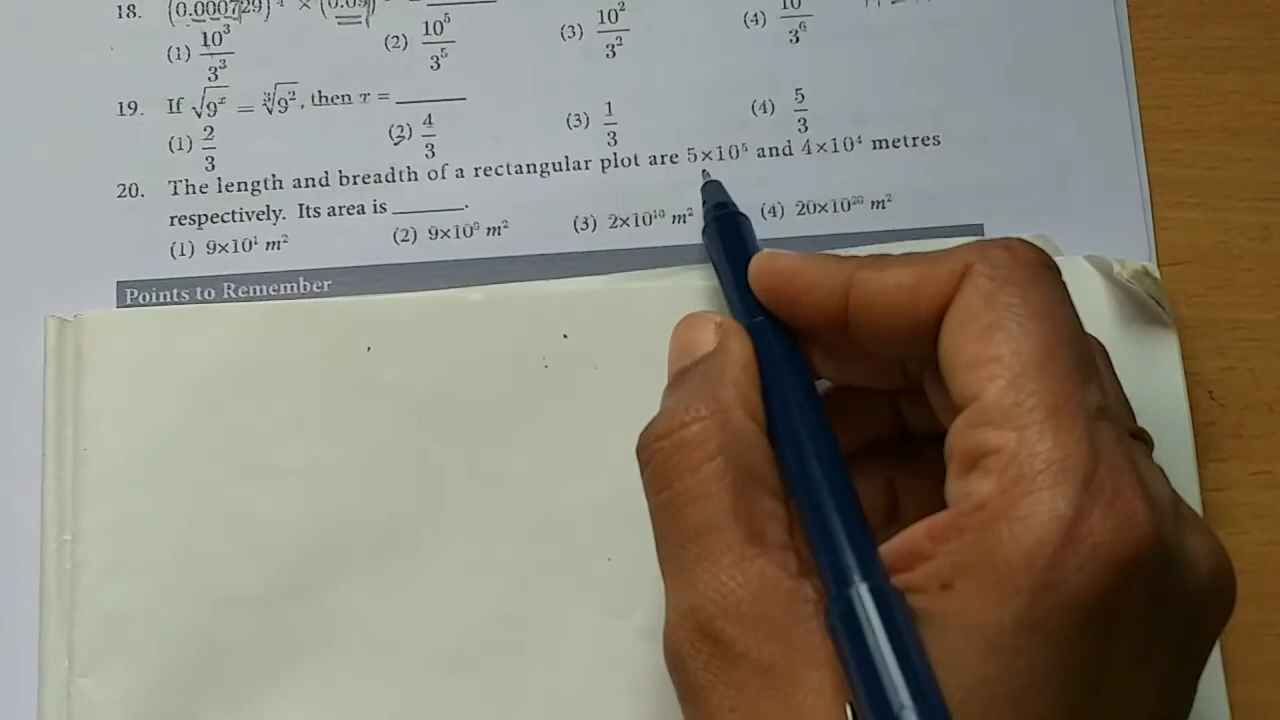 18. (0.000729) × (0.09)
(1) 10³/3³ (2) 10⁵/3⁵ (3) 10²/3² (4) 10/3⁶
19. If √9ˣ = ∛9², then x = ______
(1) 2/3 (2) 4/3 (3) 1/3 (4) 5/3
20. The length and breadth of a rectangular plot are 5×10⁵ and 4×10⁴ metres
respectively. Its area is ______.
(1) 9×10¹ m² (2) 9×10⁹ m² (3) 2×10¹⁰ m² (4) 20×10²⁰ m²
Points to Remember